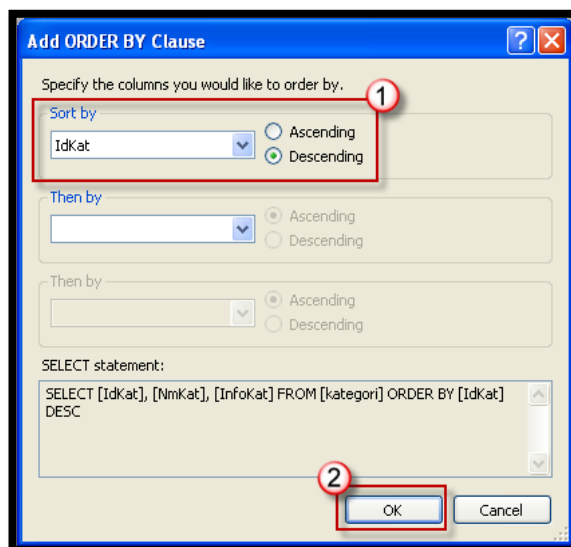 Add ORDER BY Clause
Specify the columns you would like to order by.
1
Sort by
IdKat
Ascending
Descending
Then by
Ascending
Descending
Then by
Ascending
Descending
SELECT statement:
SELECT [IdKat], [NmKat], [InfoKat] FROM [kategori] ORDER BY [IdKat]
DESC
2
OK
Cancel